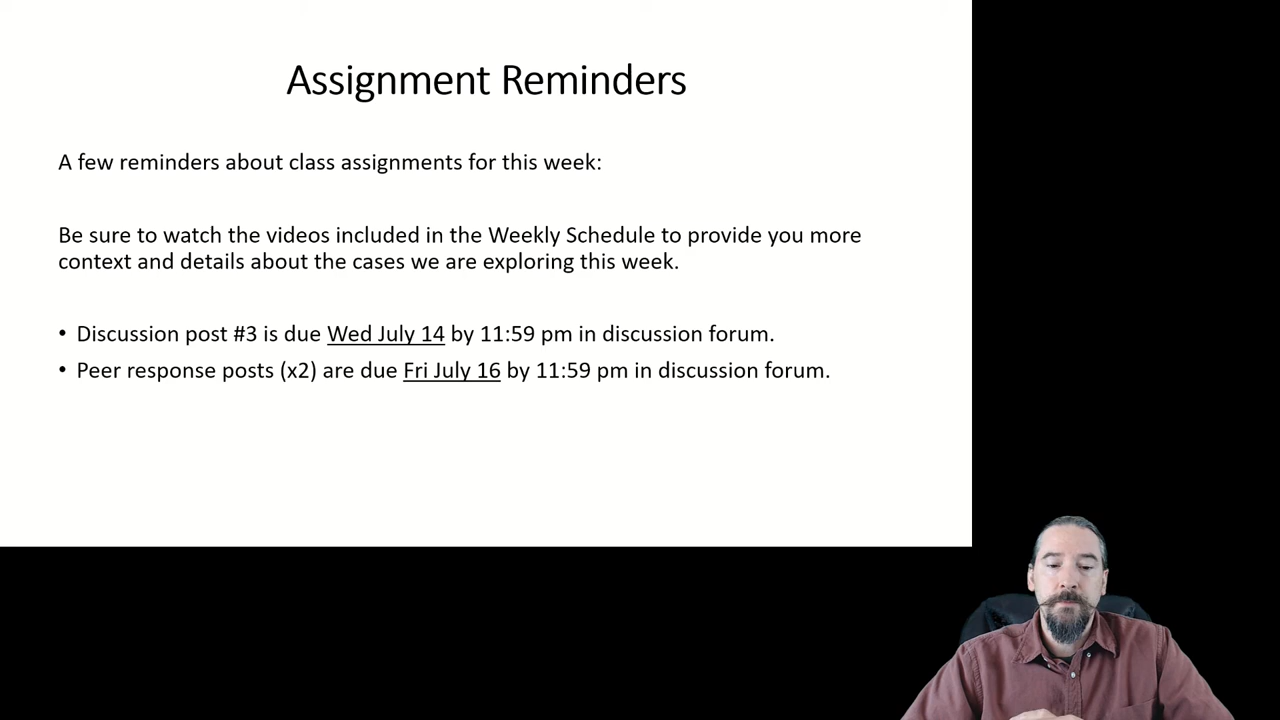 Assignment Reminders
A few reminders about class assignments for this week:
Be sure to watch the videos included in the Weekly Schedule to provide you more
context and details about the cases we are exploring this week.
• Discussion post #3 is due Wed July 14 by 11:59 pm in discussion forum.
• Peer response posts (x2) are due Fri July 16 by 11:59 pm in discussion forum.